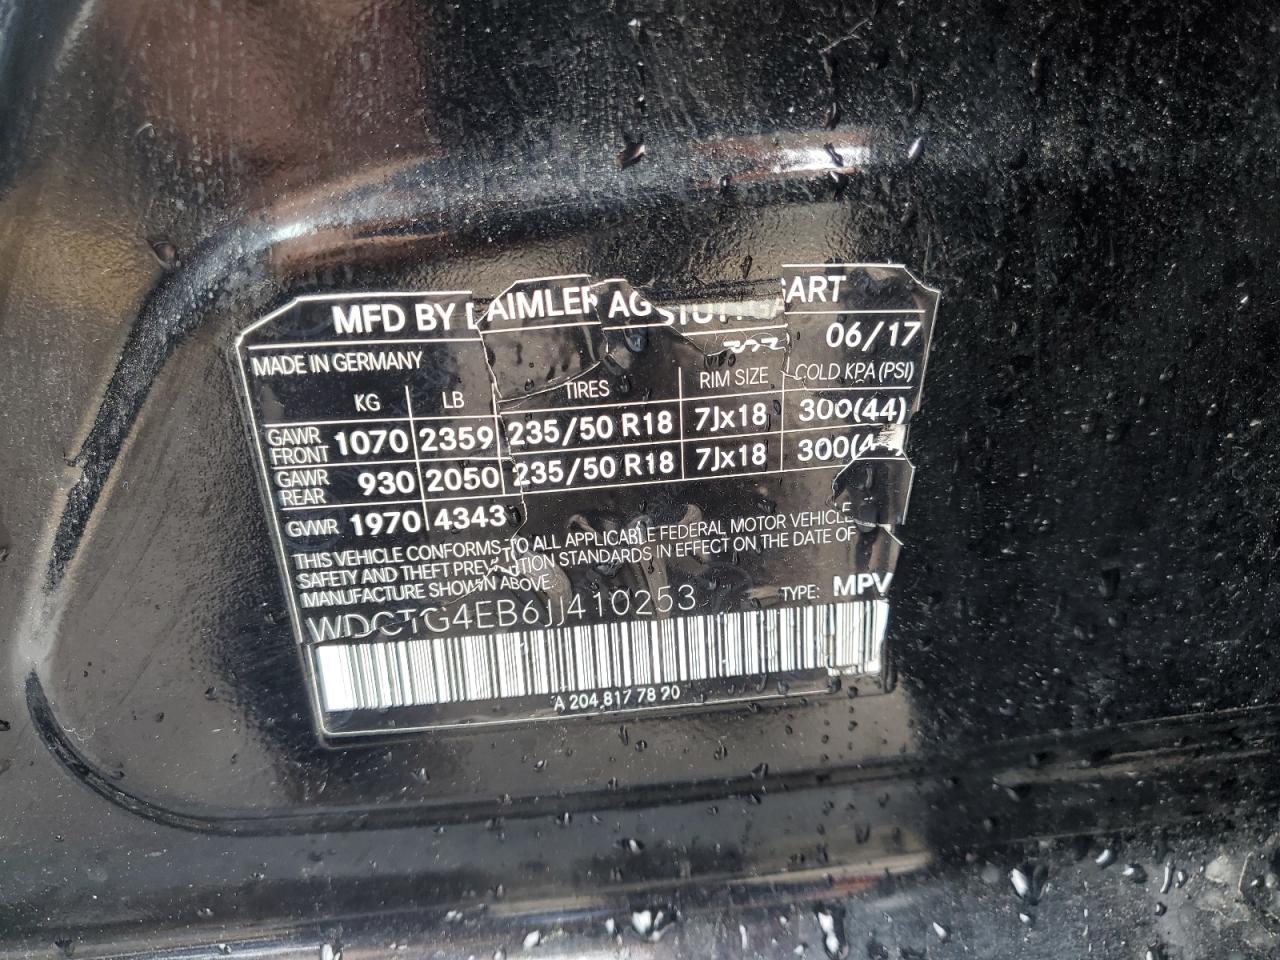 MFD BY DAIMLER AG STUTTGART
MADE IN GERMANY 06/17
KG LB TIRES RIM SIZE COLD KPA (PSI)
GAWR FRONT 1070 2359 235/50 R18 7Jx18 300(44)
GAWR REAR 930 2050 235/50 R18 7Jx18
GVWR 1970 4343
THIS VEHICLE CONFORMS TO ALL APPLICABLE FEDERAL MOTOR VEHICLE
SAFETY AND THEFT PREVENTION STANDARDS IN EFFECT ON THE DATE OF
MANUFACTURE SHOWN ABOVE.
WDCTG4EB6JJ410253 TYPE: MPV
A 204 817 78 20